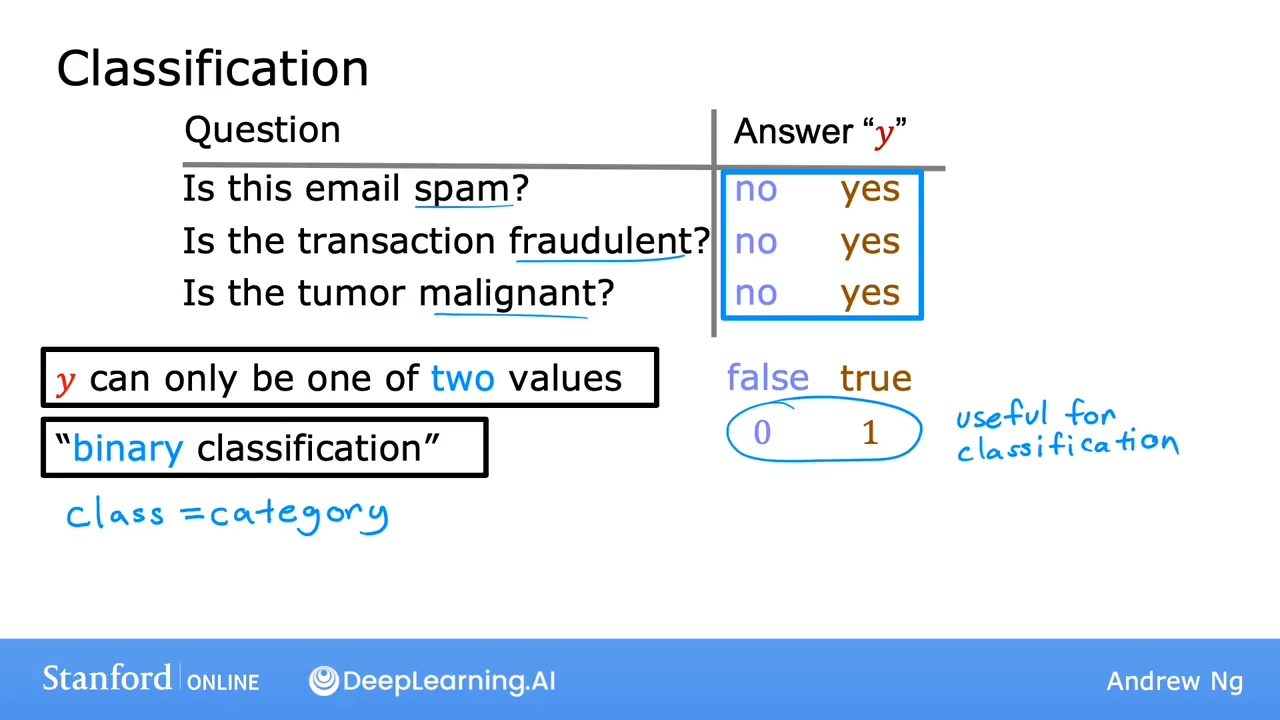 Classification
Question Answer “y”
Is this email spam? no yes
Is the transaction fraudulent? no yes
Is the tumor malignant? no yes
y can only be one of two values
false true
“binary classification”
0 1
useful for
classification
class = category
Stanford ONLINE DeepLearning.AI Andrew Ng